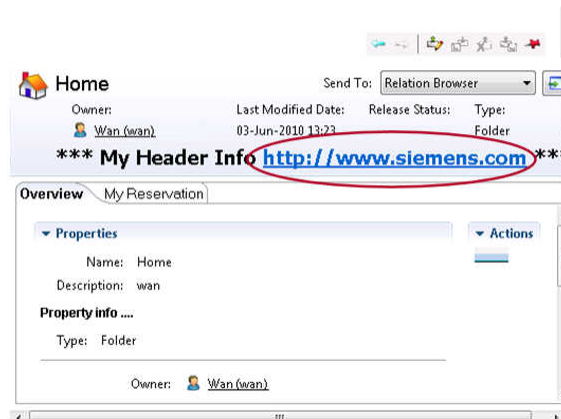 Home Send To: Relation Browser
Owner: Last Modified Date: Release Status: Type:
Wan (wan) 03-Jun-2010 13:23 Folder
*** My Header Info http://www.siemens.com ***
Overview My Reservation
Properties Actions
Name: Home
Description: wan
Property info ....
Type: Folder
Owner: Wan (wan)